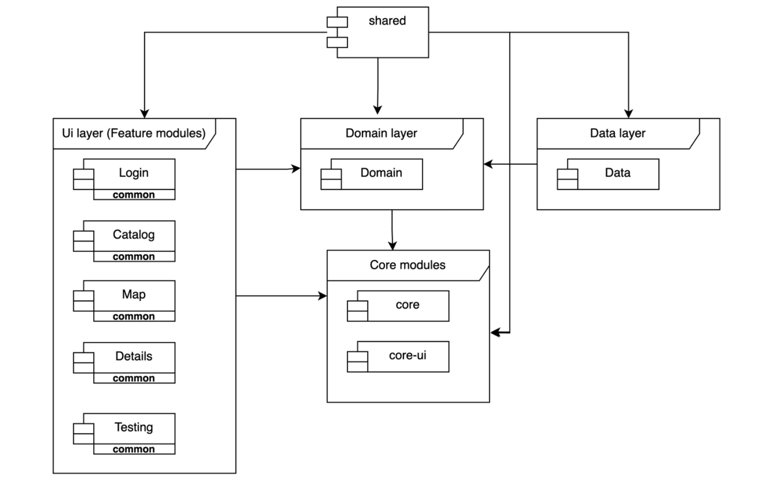 shared
Ui layer (Feature modules)
Login
common
Catalog
common
Map
common
Details
common
Testing
common
Domain layer
Domain
Data layer
Data
Core modules
core
core-ui